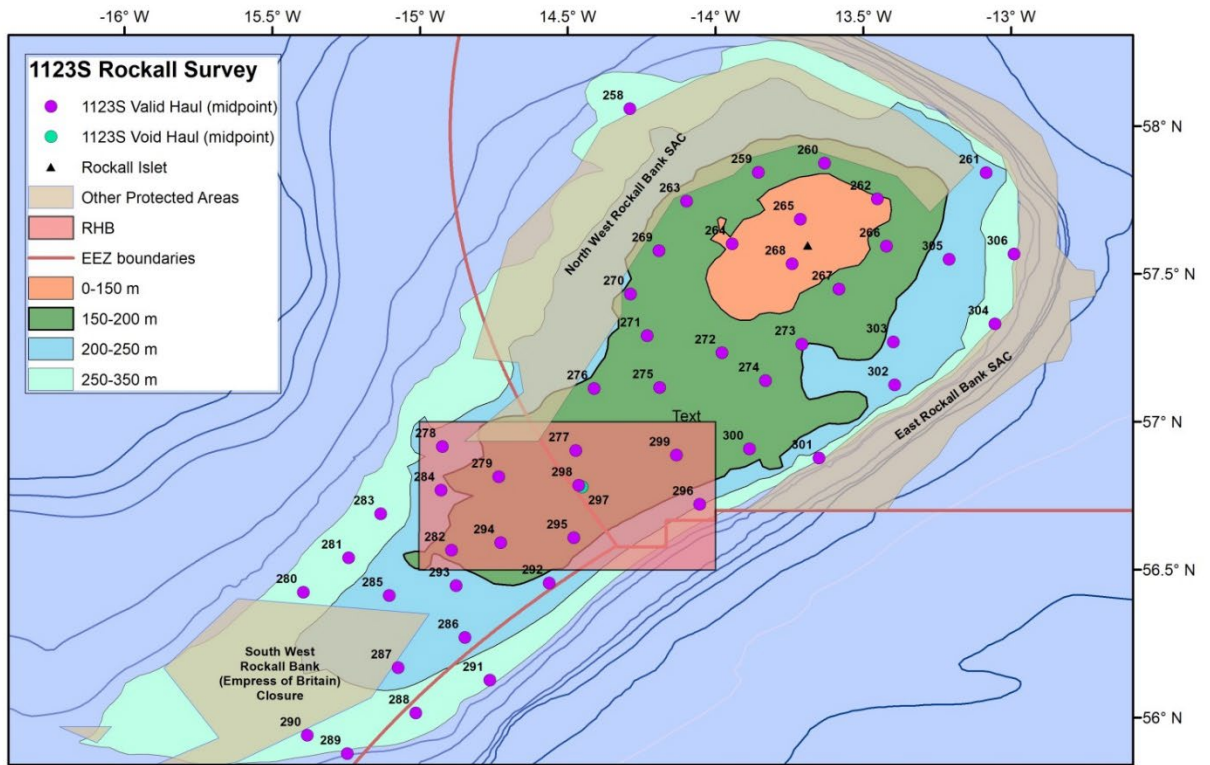 -16° -15.5° -15° -14.5° -14° -13.5° -13°
1123S Rockall Survey
1123S Valid Haul (midpoint)
1123S Void Haul (midpoint)
Rockall Islet
Other Protected Areas
RHB
EEZ boundaries
0-150 m
150-200 m
200-250 m
250-350 m
258
58° N
260
259
261
262
263
North West Rockall Bank SAC
265
264
266
269
305
306
268
57.5° N
270
267
304
271
303
273
272
302
276
275
274
East Rockall Bank SAC
Text
57° N
278
277
299
300
301
279
298
284
297
283
296
295
294
282
281
56.5° N
293
292
280
285
286
South West
Rockall Bank
(Empress of Britain)
Closure
287
291
288
290
56° N
289